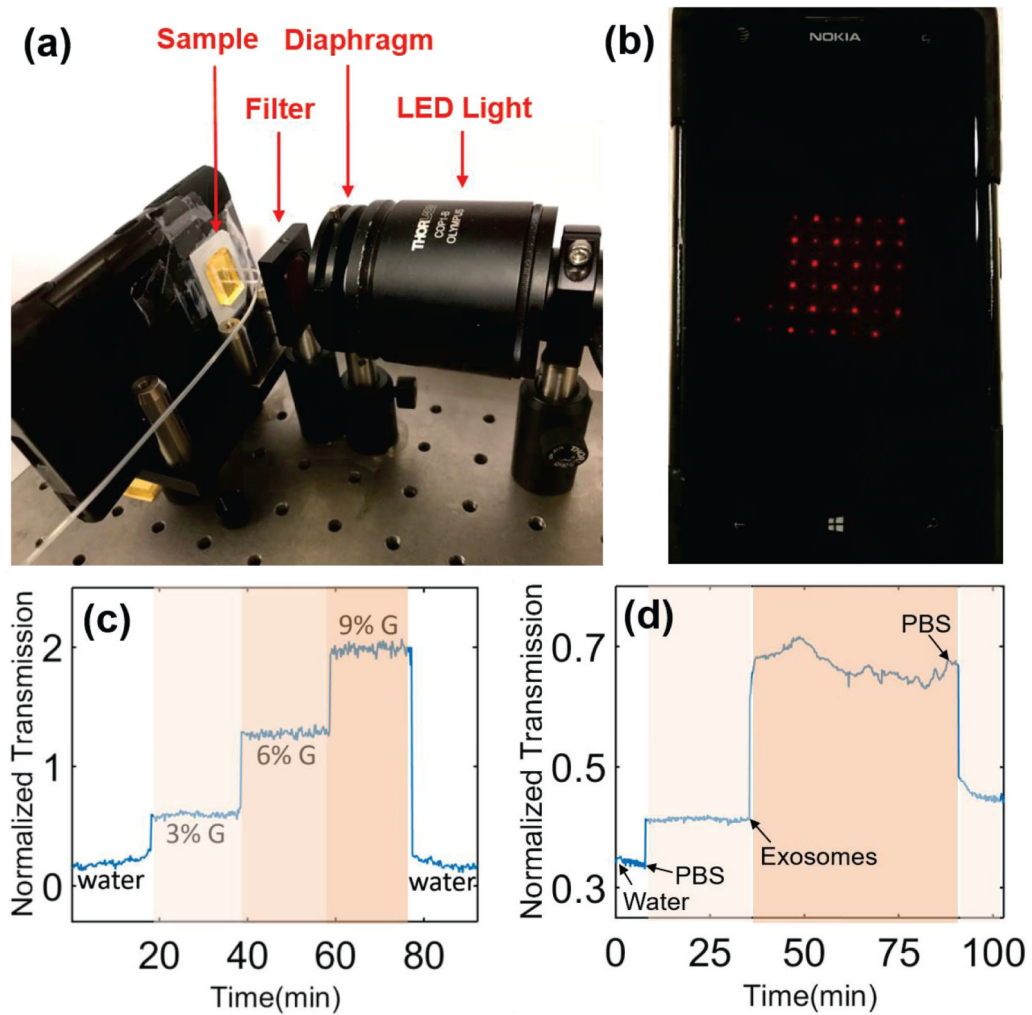 (a)
Sample
Diaphragm
Filter
LED Light
THORLABS
COP1-B
OLYMPUS
(b)
NOKIA
(c)
Normalized Transmission
2
1
0
water
3% G
6% G
9% G
water
20
40
60
80
Time(min)
(d)
Normalized Transmission
0.7
0.5
0.3
Water
PBS
Exosomes
PBS
0
25
50
75
100
Time(min)